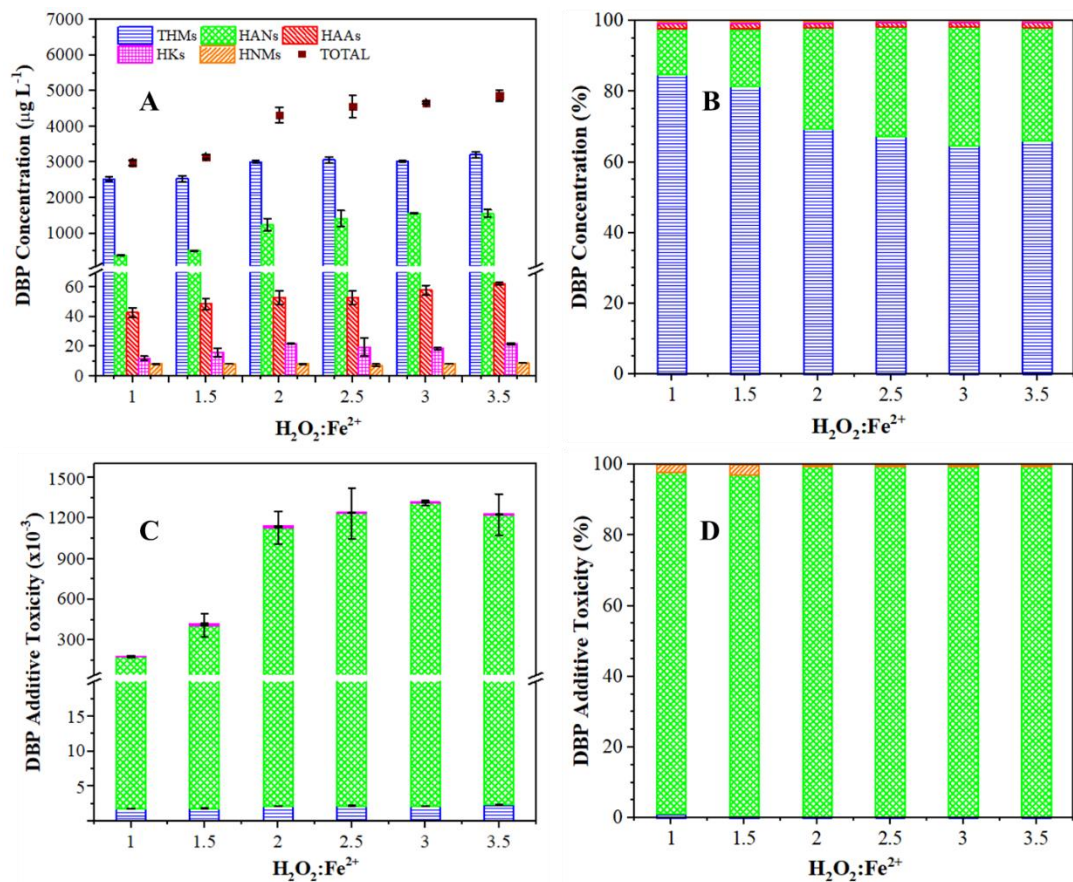 THMs HANs HAAs
HKs HNMs TOTAL
A
DBP Concentration (µg L⁻¹)
7000
6000
5000
4000
3000
2000
1000
60
40
20
0
1 1.5 2 2.5 3 3.5
H₂O₂:Fe²⁺
B
DBP Concentration (%)
100
80
60
40
20
0
1 1.5 2 2.5 3 3.5
H₂O₂:Fe²⁺
C
DBP Additive Toxicity (x10⁻³)
1500
1200
900
600
300
15
10
5
1 1.5 2 2.5 3 3.5
H₂O₂:Fe²⁺
D
DBP Additive Toxicity (%)
100
80
60
40
20
0
1 1.5 2 2.5 3 3.5
H₂O₂:Fe²⁺